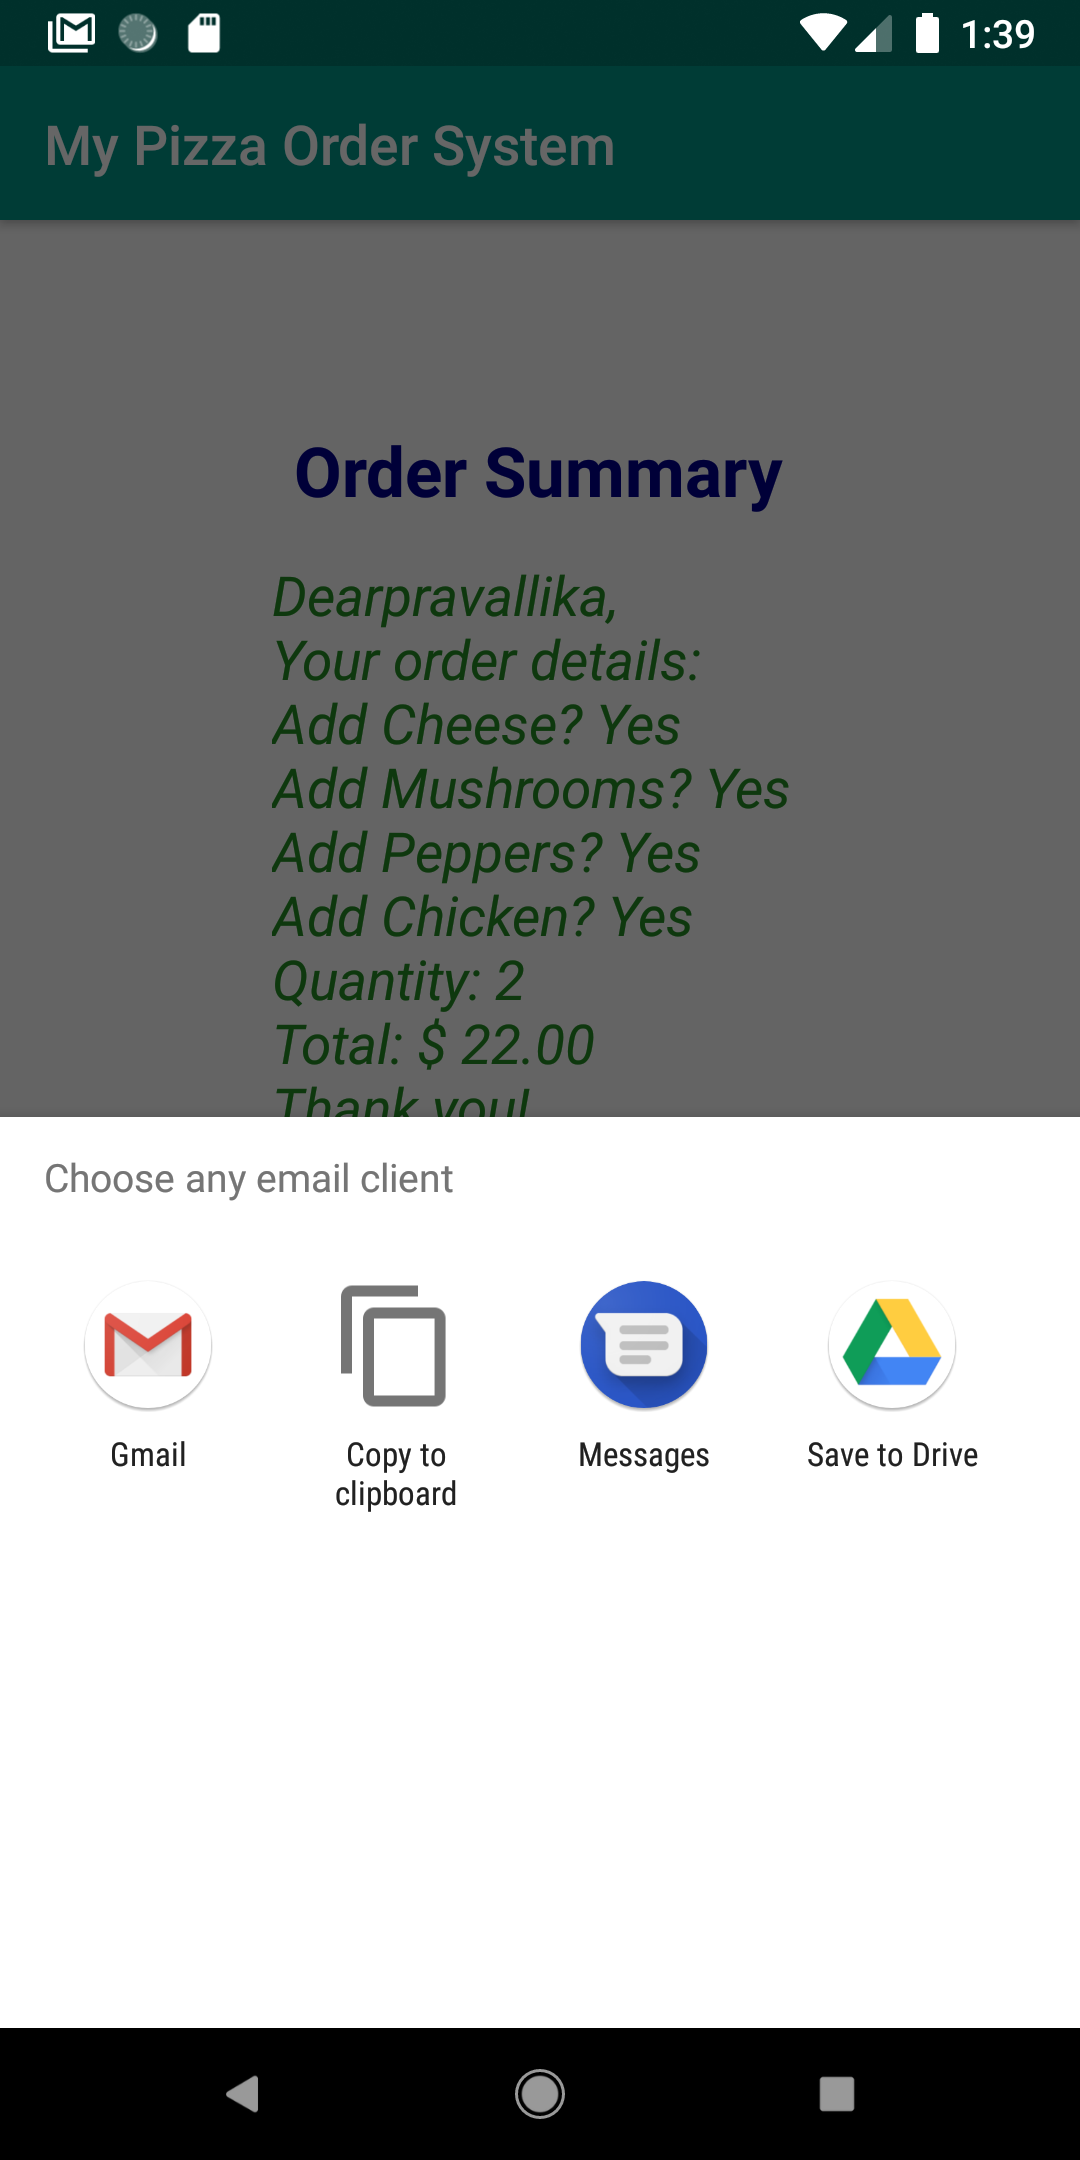 1:39
My Pizza Order System
Order Summary
Dearpravallika,
Your order details:
Add Cheese? Yes
Add Mushrooms? Yes
Add Peppers? Yes
Add Chicken? Yes
Quantity: 2
Total: $ 22.00
Thank you!
Choose any email client
Gmail
Copy to
clipboard
Messages
Save to Drive